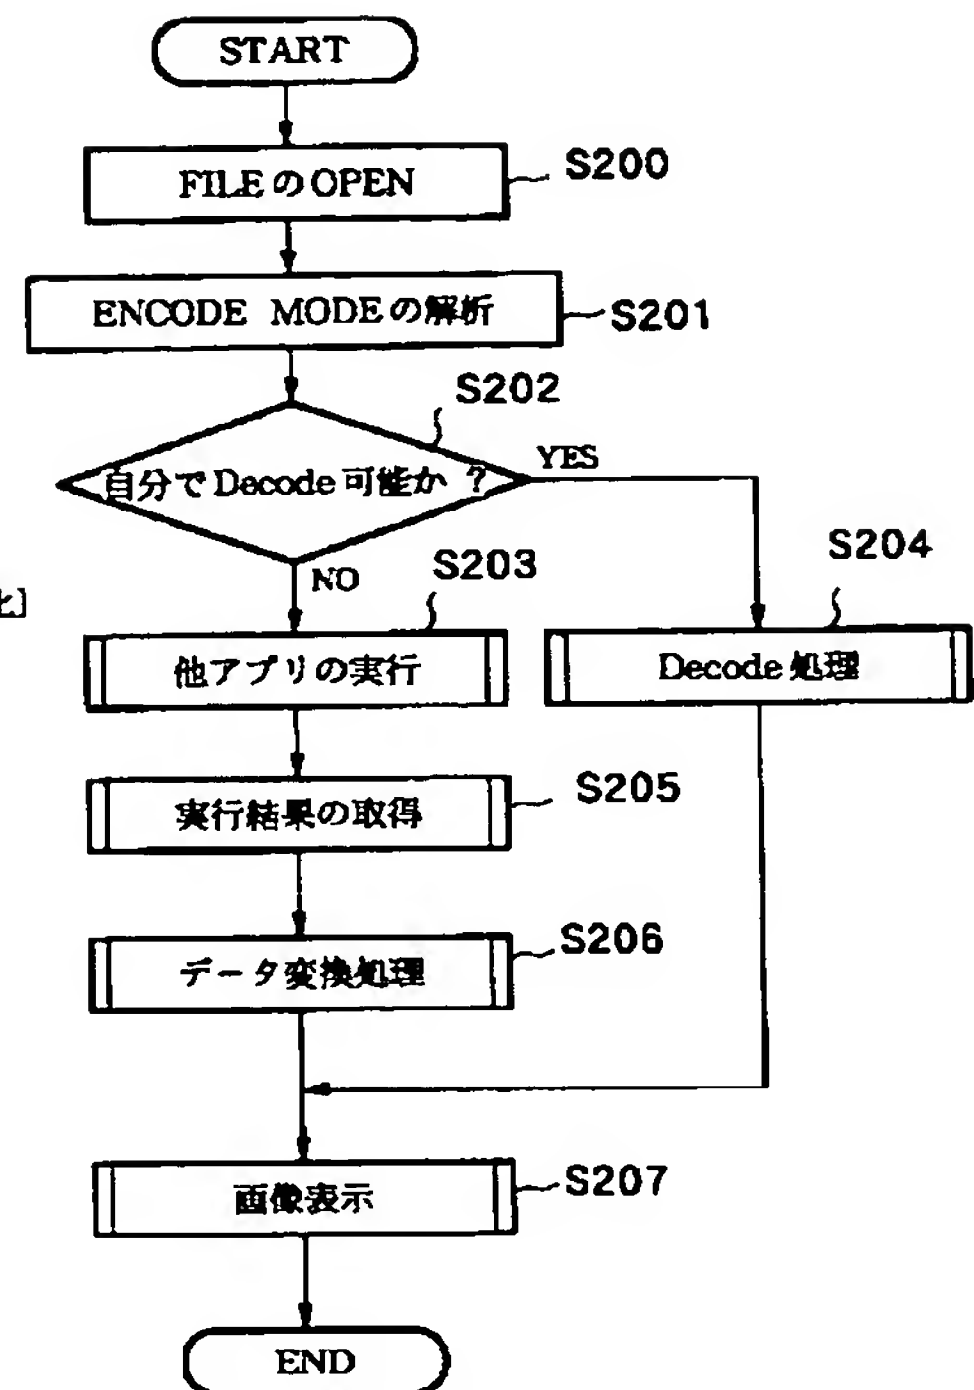 START
FILEのOPEN
S200
ENCODE MODEの解析
S201
S202
自分でDecode可能か ?
YES
NO
S203
S204
化]
他アプリの実行
Decode処理
実行結果の取得
S205
データ変換処理
S206
画像表示
S207
END